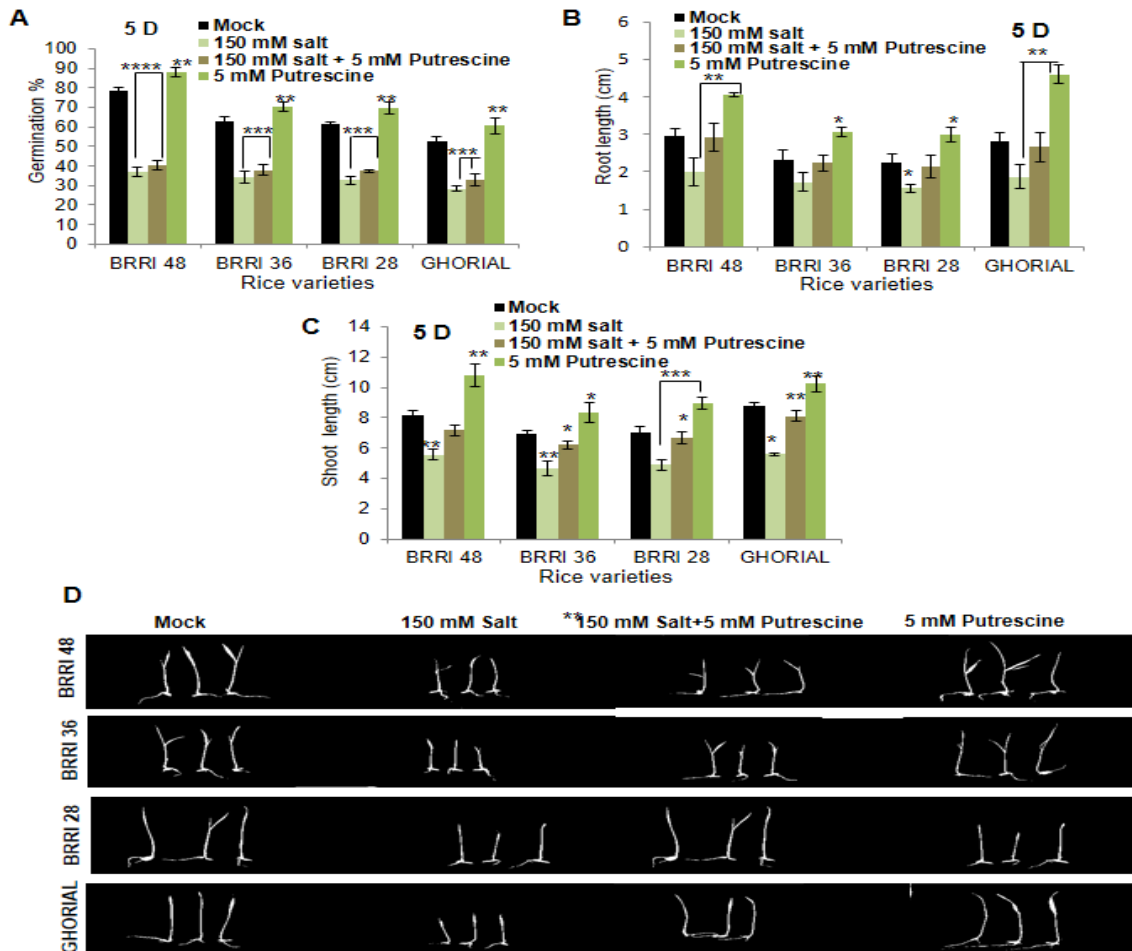 A
5 D
Mock
150 mM salt
150 mM salt + 5 mM Putrescine
5 mM Putrescine
Germination %
100
90
80
70
60
50
40
30
20
10
0
**** ** *** ** *** ** *** **
BRRI 48 BRRI 36 BRRI 28 GHORIAL
Rice varieties
B
5 D
Mock
150 mM salt
150 mM salt + 5 mM Putrescine
5 mM Putrescine
Root length (cm)
6
5
4
3
2
1
0
** * * * **
BRRI 48 BRRI 36 BRRI 28 GHORIAL
Rice varieties
C
5 D
Mock
150 mM salt
150 mM salt + 5 mM Putrescine
5 mM Putrescine
Shoot length (cm)
14
12
10
8
6
4
2
0
** ** ** * * *** * * ** **
BRRI 48 BRRI 36 BRRI 28 GHORIAL
Rice varieties
D
Mock 150 mM Salt **150 mM Salt+5 mM Putrescine 5 mM Putrescine
BRRI 48
BRRI 36
BRRI 28
GHORIAL